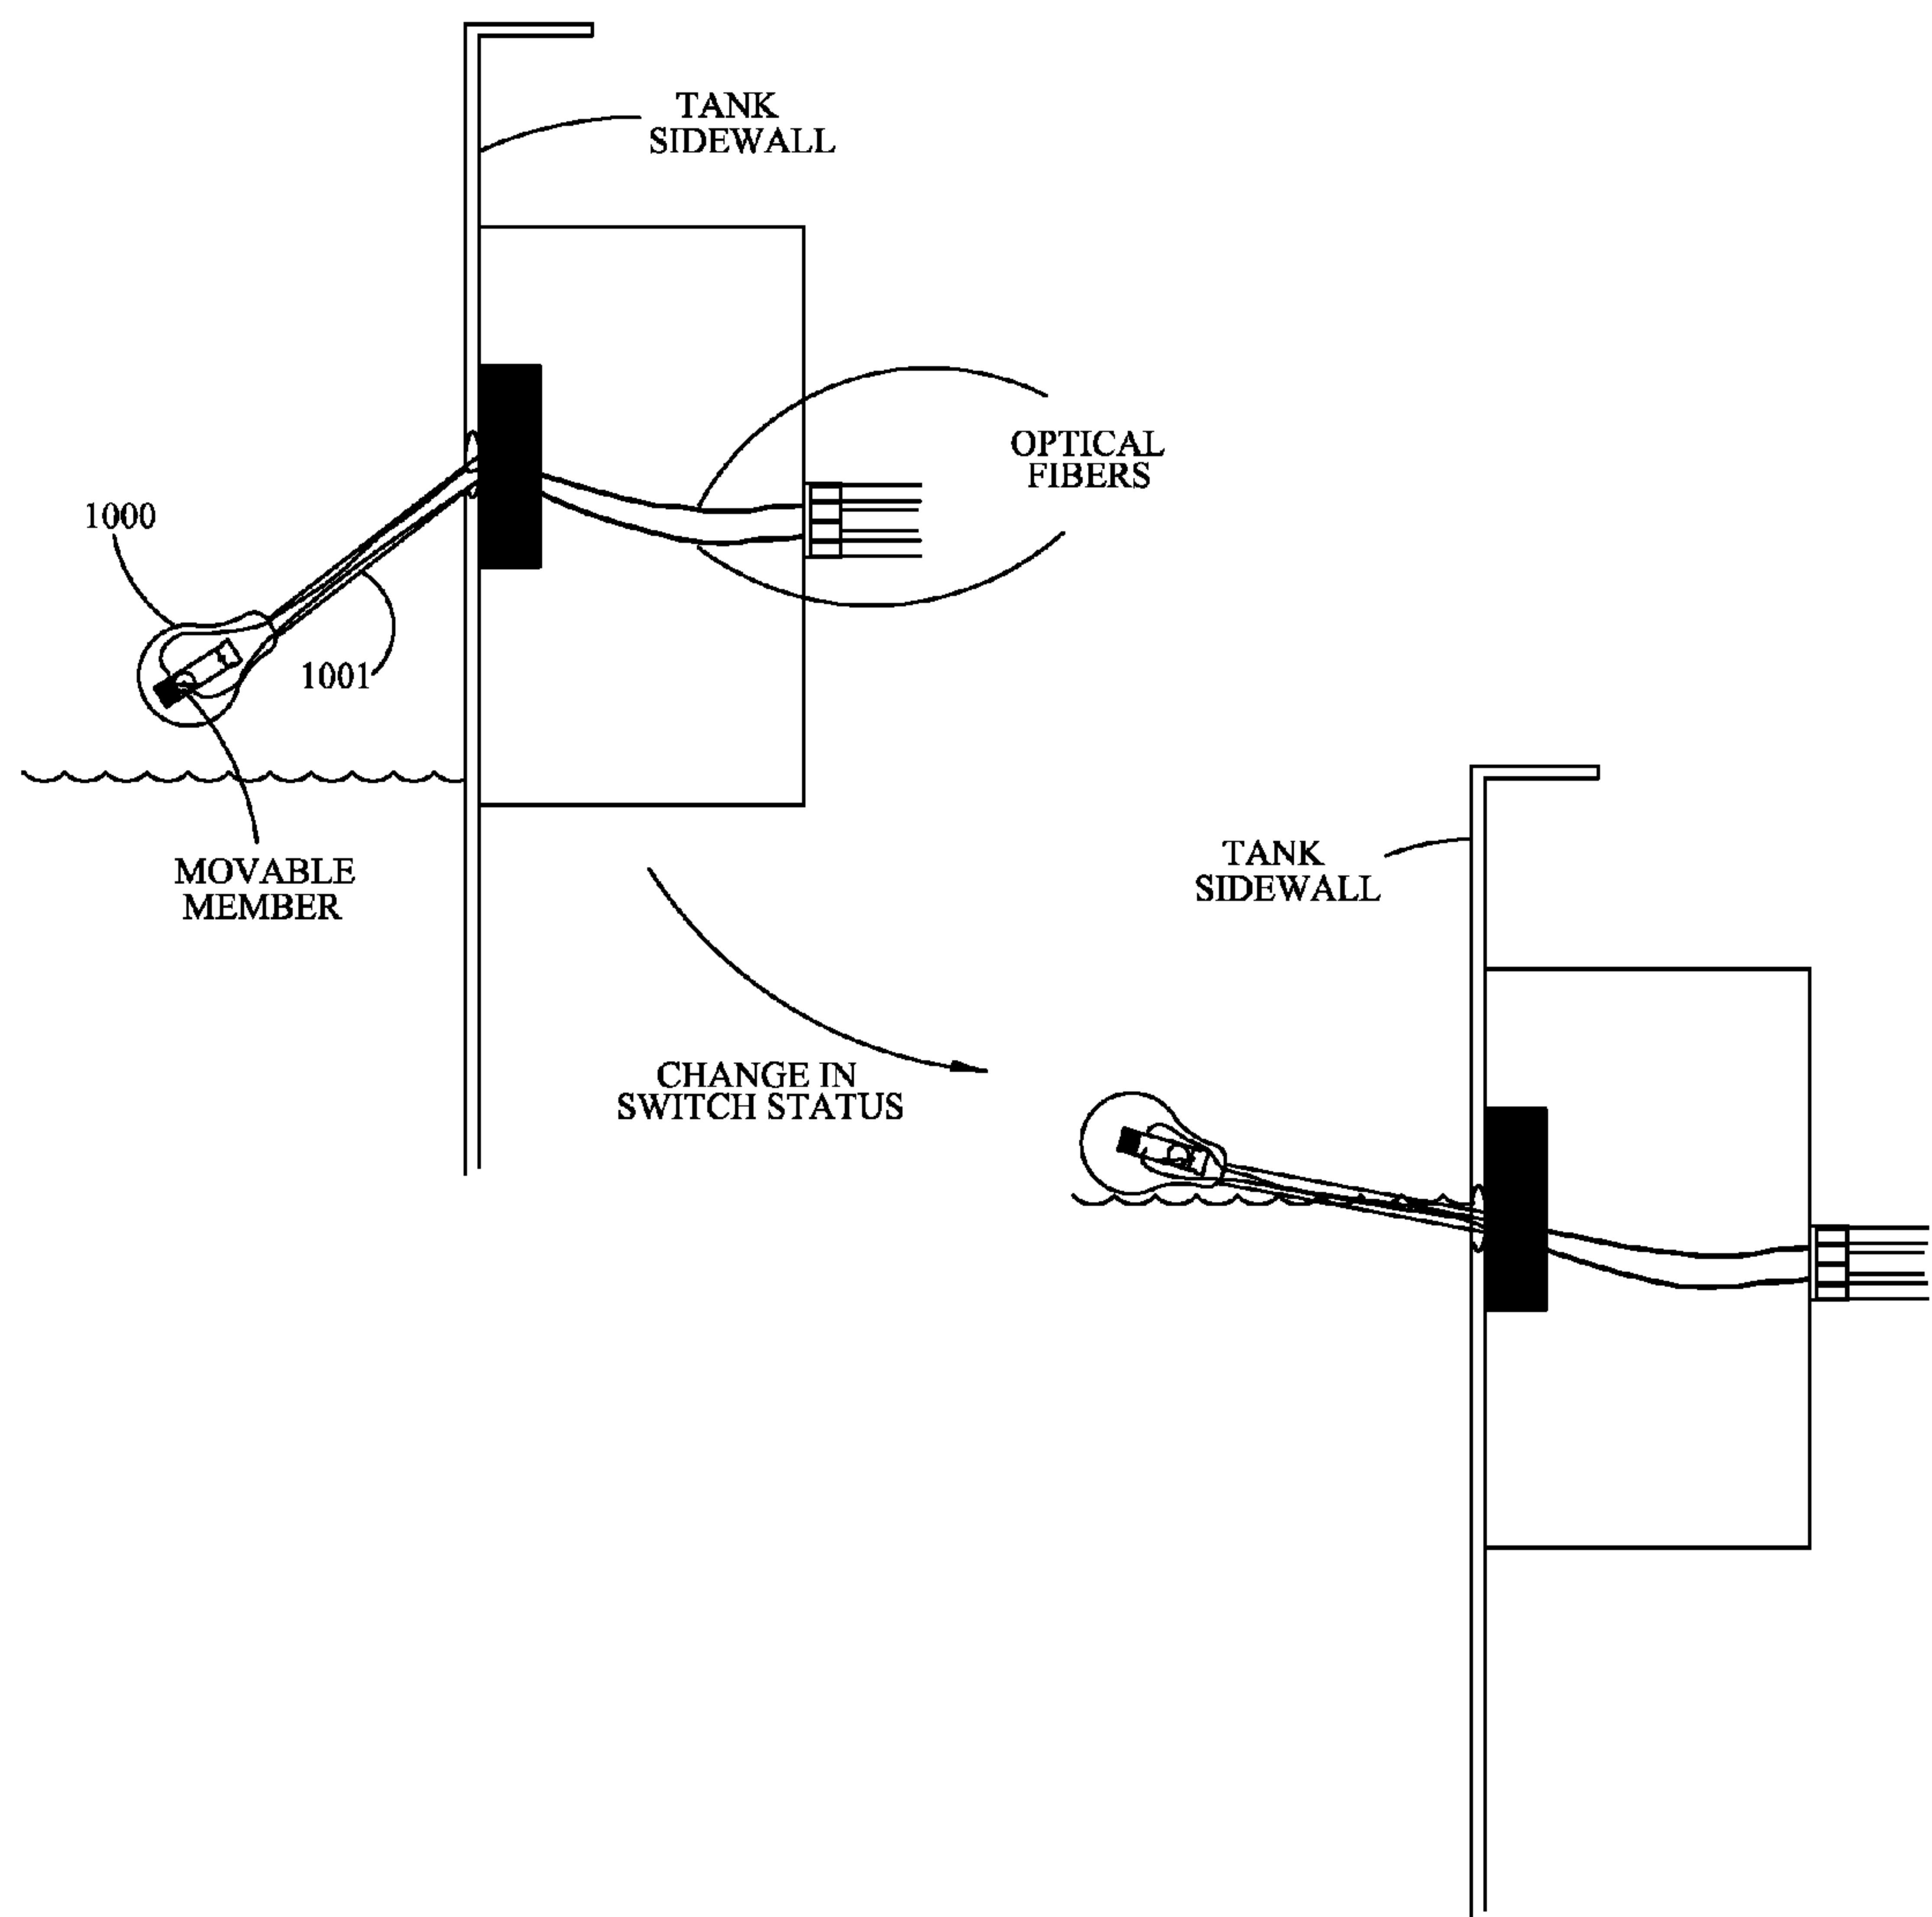 TANK
SIDEWALL
OPTICAL
FIBERS
1000
1001
MOVABLE
MEMBER
TANK
SIDEWALL
CHANGE IN
SWITCH STATUS